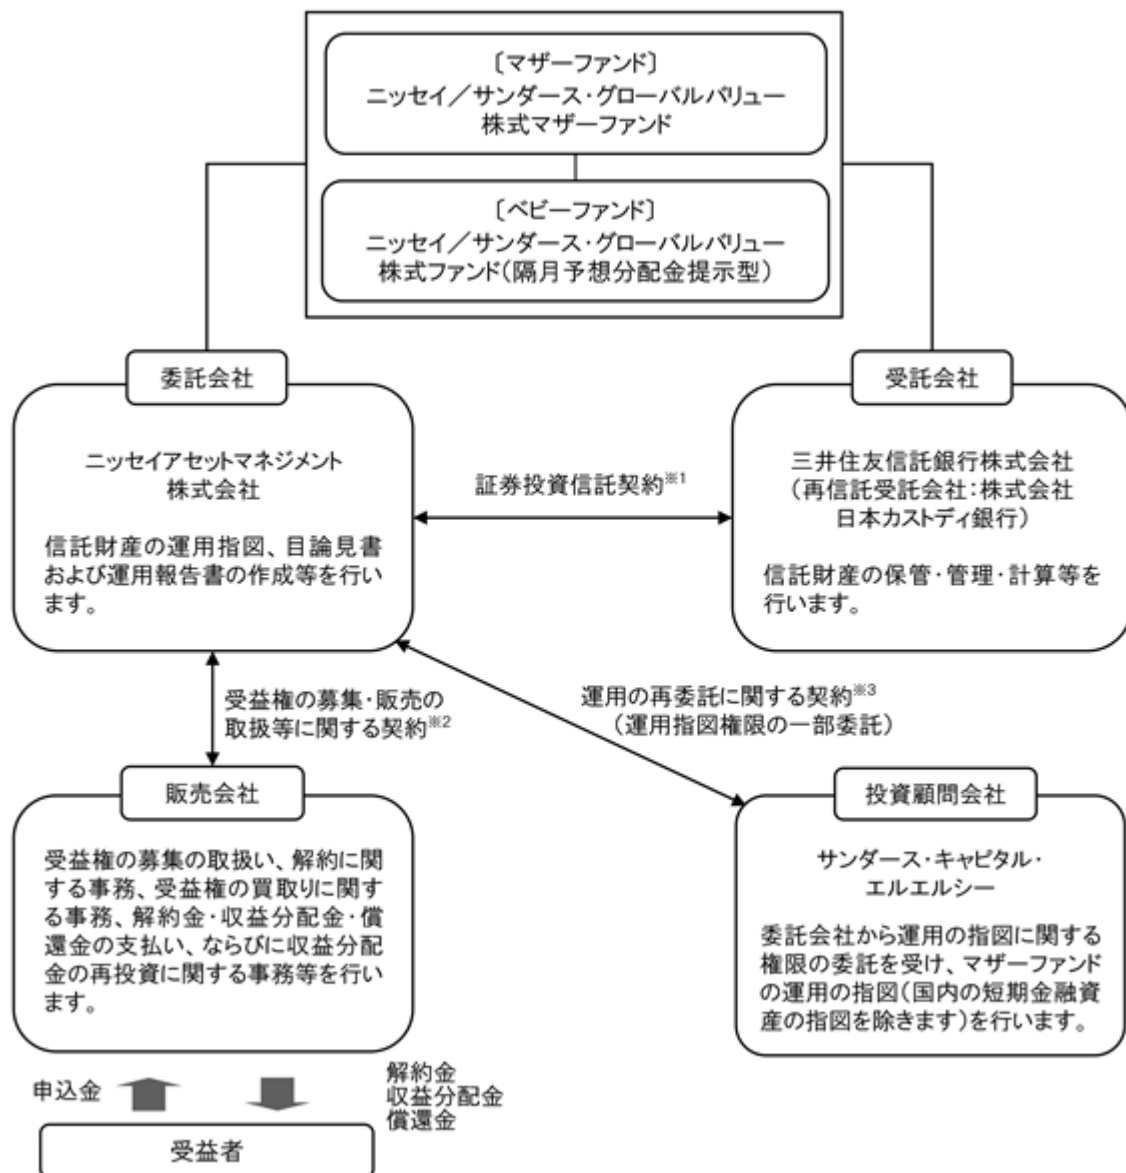 〔マザーファンド〕
ニッセイ／サンダース・グローバルバリュー
株式マザーファンド
〔ベビーファンド〕
ニッセイ／サンダース・グローバルバリュー
株式ファンド（隔月予想分配金提示型）
委託会社
ニッセイアセットマネジメント
株式会社
信託財産の運用指図、目論見書
および運用報告書の作成等を行い
ます。
証券投資信託契約※1
受託会社
三井住友信託銀行株式会社
（再信託受託会社：株式会社
日本カストディ銀行）
信託財産の保管・管理・計算等を
行います。
受益権の募集・販売の
取扱等に関する契約※2
運用の再委託に関する契約※3
（運用指図権限の一部委託）
販売会社
受益権の募集の取扱い、解約に関
する事務、受益権の買取りに関す
る事務、解約金・収益分配金・償
還金の支払い、ならびに収益分配
金の再投資に関する事務等を行い
ます。
投資顧問会社
サンダース・キャピタル・
エルエルシー
委託会社から運用の指図に関する
権限の委託を受け、マザーファンド
の運用の指図（国内の短期金融資
産の指図を除きます）を行います。
申込金
解約金
収益分配金
償還金
受益者